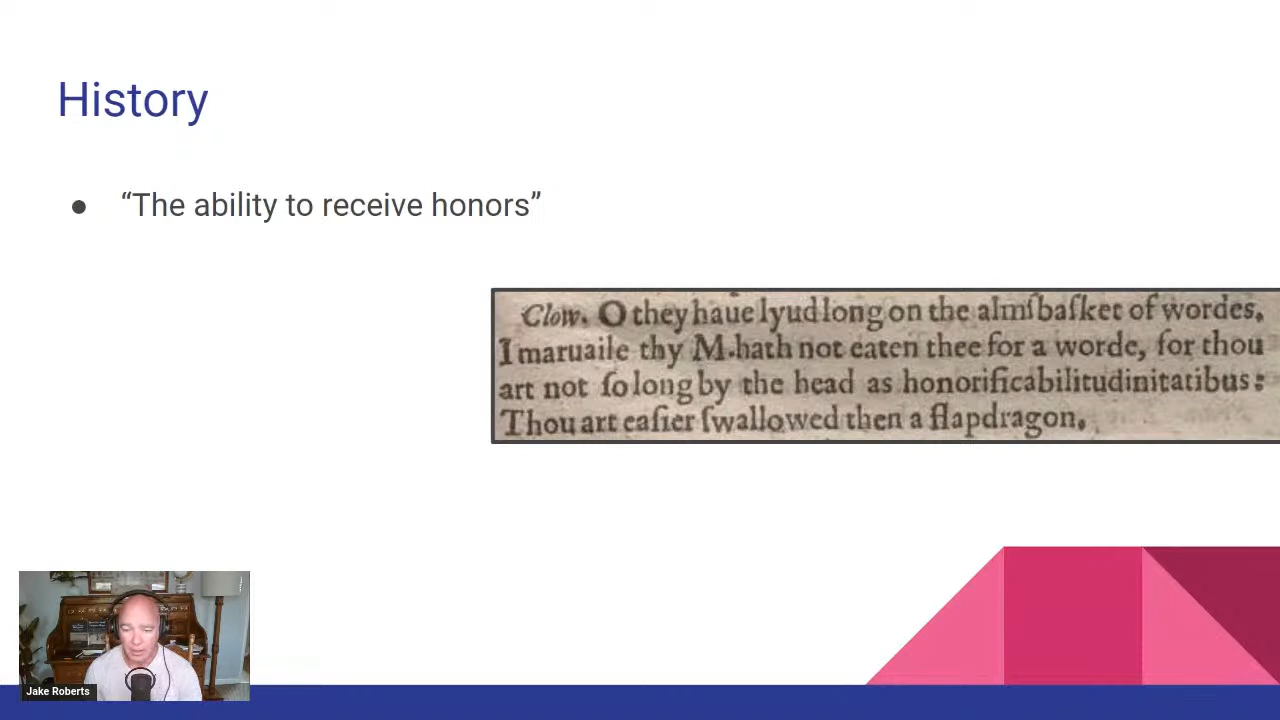 History
● “The ability to receive honors”
Clow. O they haue lyud long on the almſbaſket of wordes,
I maruaile thy M. hath not eaten thee for a worde, for thou
art not ſo long by the head as honorificabilitudinitatibus:
Thou art eaſier ſwallowed then a flapdragon.
Jake Roberts